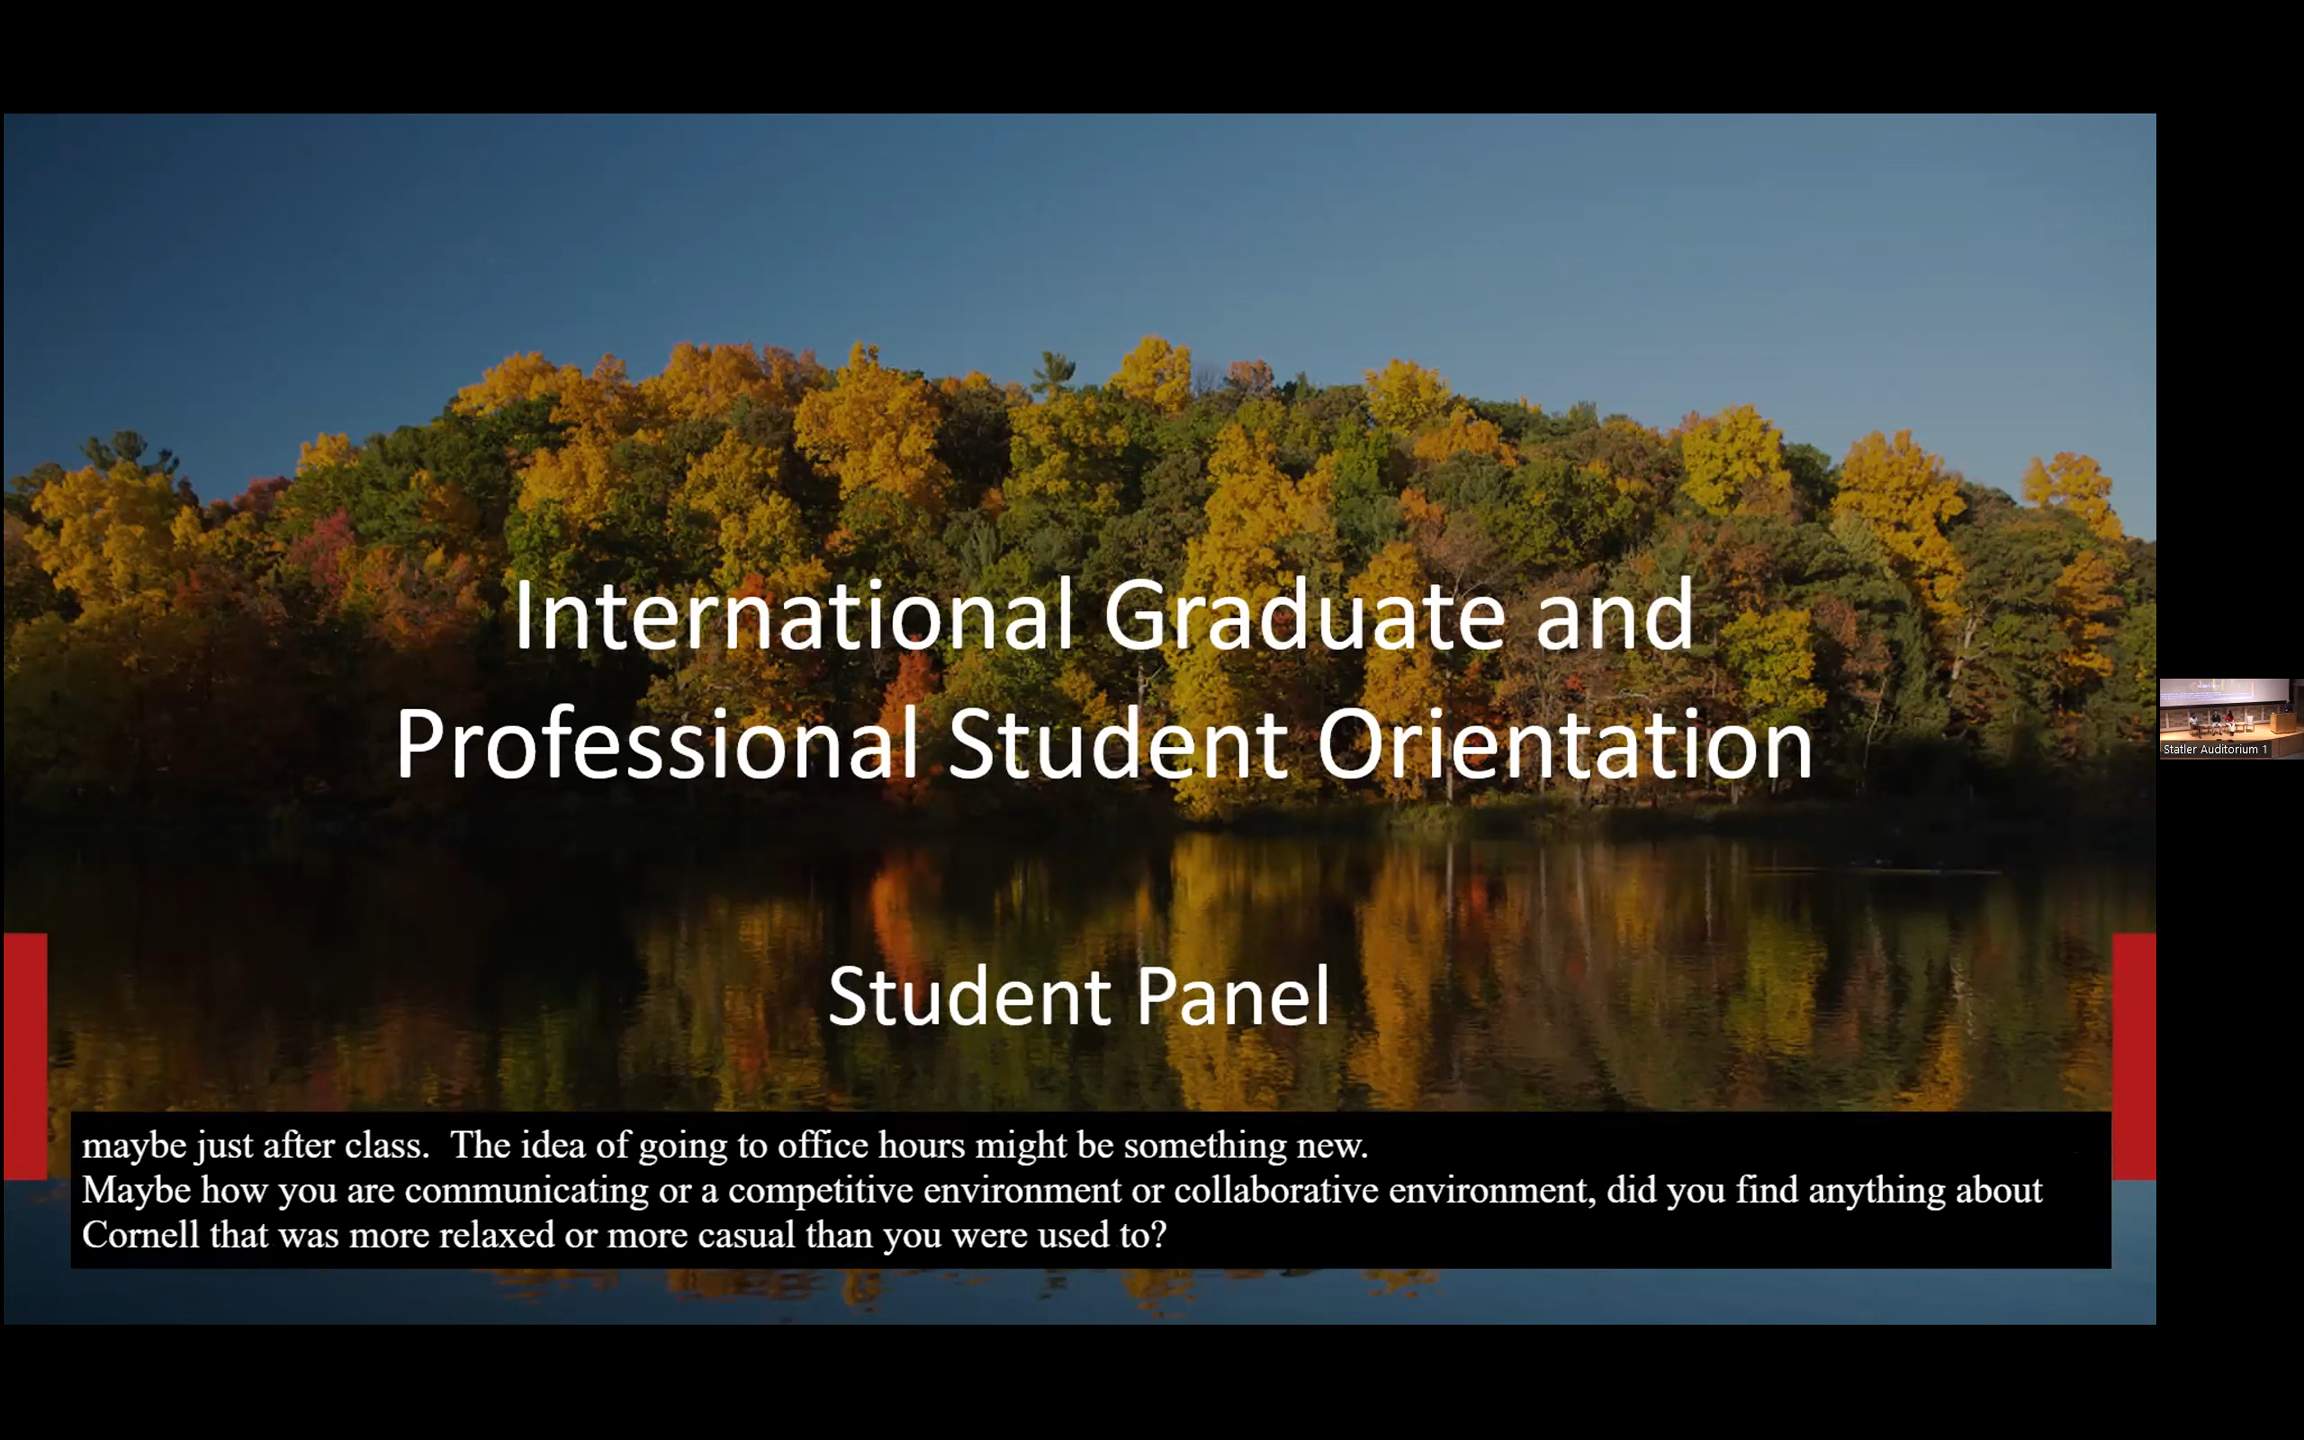 International Graduate and
Professional Student Orientation
Student Panel
maybe just after class.  The idea of going to office hours might be something new.
Maybe how you are communicating or a competitive environment or collaborative environment, did you find anything about
Cornell that was more relaxed or more casual than you were used to?
Statler Auditorium 1